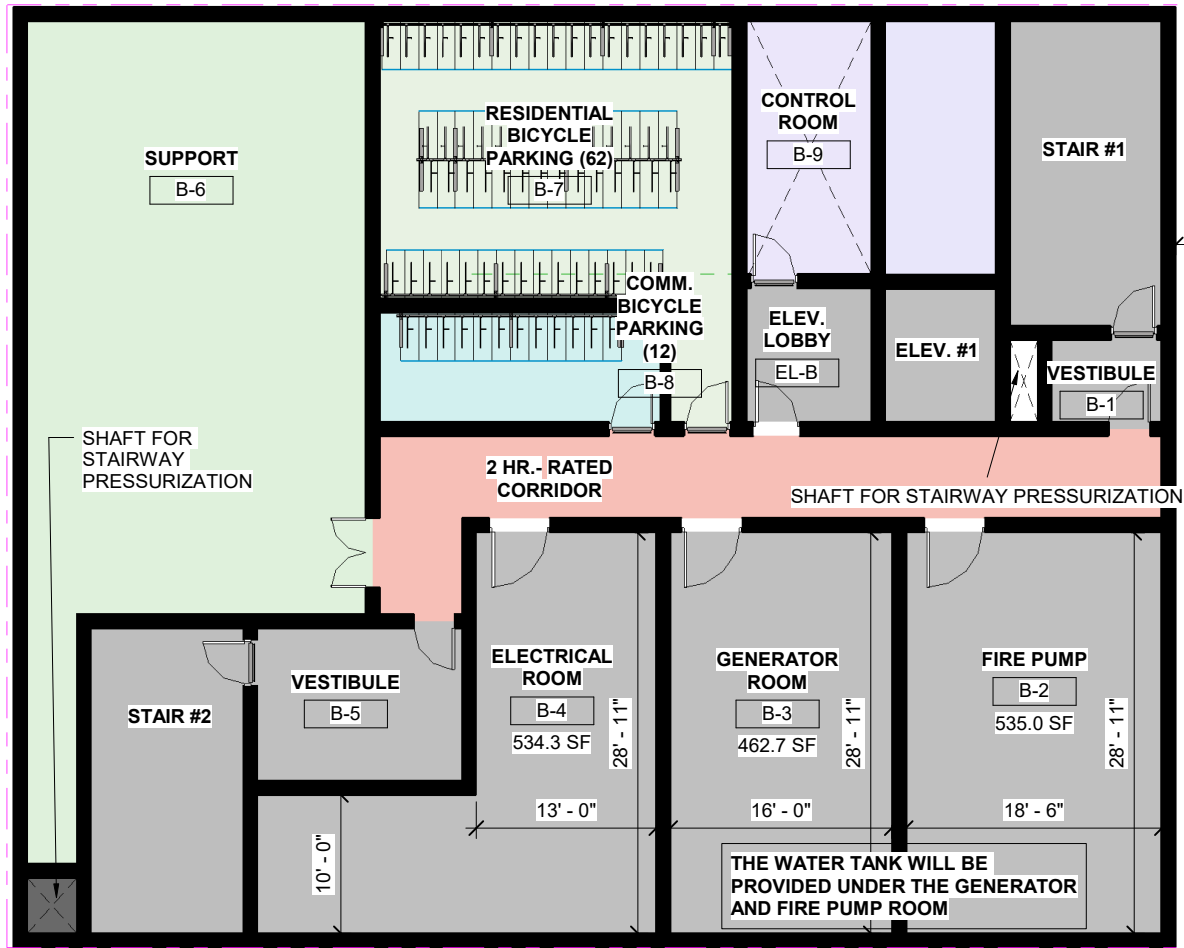 SUPPORT
B-6
RESIDENTIAL
BICYCLE
PARKING (62)
B-7
CONTROL
ROOM
B-9
STAIR #1
COMM.
BICYCLE
PARKING
(12)
B-8
ELEV.
LOBBY
EL-B
ELEV. #1
VESTIBULE
B-1
SHAFT FOR
STAIRWAY
PRESSURIZATION
2 HR.- RATED
CORRIDOR
SHAFT FOR STAIRWAY PRESSURIZATION
STAIR #2
VESTIBULE
B-5
ELECTRICAL
ROOM
B-4
534.3 SF
28' - 11"
13' - 0"
10' - 0"
GENERATOR
ROOM
B-3
462.7 SF
28' - 11"
16' - 0"
FIRE PUMP
B-2
535.0 SF
28' - 11"
18' - 6"
THE WATER TANK WILL BE
PROVIDED UNDER THE GENERATOR
AND FIRE PUMP ROOM